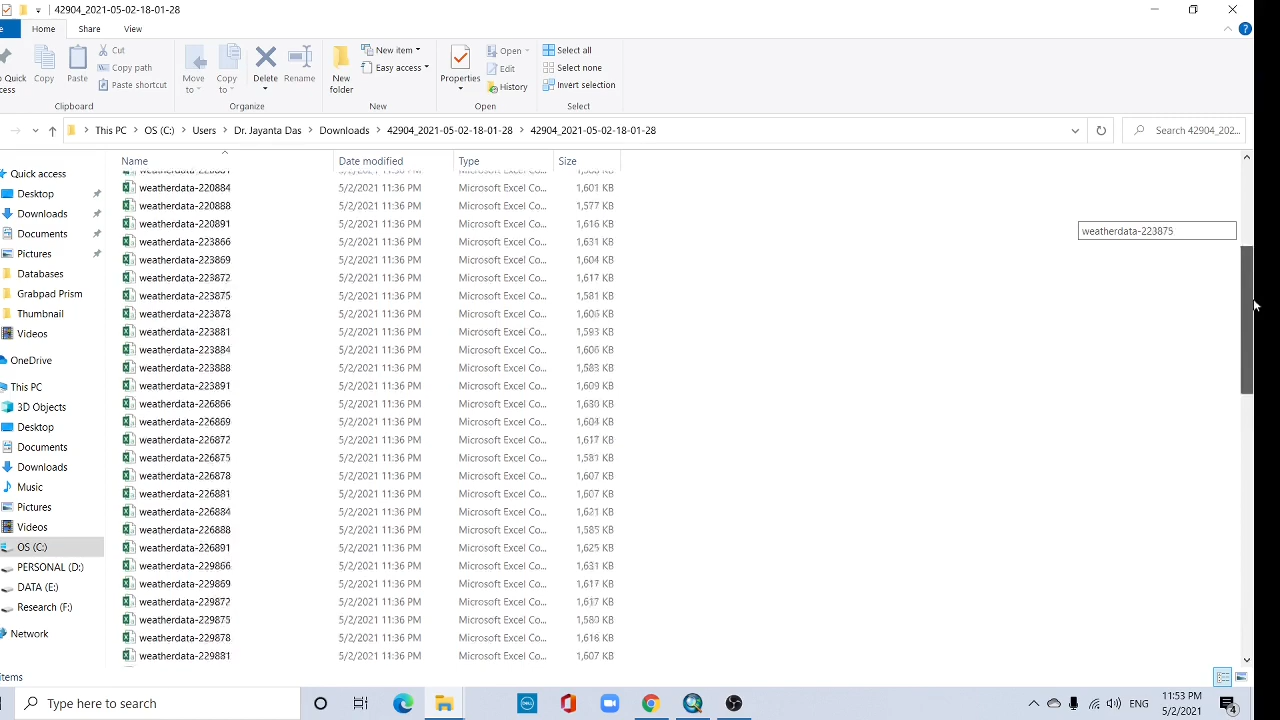 42904_2021-05-02-18-01-28
Home Share View
Quick
cess
Copy
Paste
Cut
Copy path
Paste shortcut
Clipboard
Move
to
Copy
to
Delete
Rename
Organize
New
folder
New item
Easy access
New
Properties
Open
Edit
History
Open
Select all
Select none
Invert selection
Select
This PC > OS (C:) > Users > Dr. Jayanta Das > Downloads > 42904_2021-05-02-18-01-28 > 42904_2021-05-02-18-01-28
Search 42904_202...
Name Date modified Type Size
Quick access
Desktop
Downloads
Documents
Pictures
Databases
Grabpad Prism
Thumbnail
Videos
OneDrive
This PC
3D Objects
Desktop
Documents
Downloads
Music
Pictures
Videos
OS (C:)
PERSONAL (D:)
DATA (E:)
Research (F:)
Network
weatherdata-220884 5/2/2021 11:36 PM Microsoft Excel Co... 1,601 KB
weatherdata-220888 5/2/2021 11:36 PM Microsoft Excel Co... 1,577 KB
weatherdata-220891 5/2/2021 11:36 PM Microsoft Excel Co... 1,616 KB
weatherdata-223866 5/2/2021 11:36 PM Microsoft Excel Co... 1,631 KB
weatherdata-223869 5/2/2021 11:36 PM Microsoft Excel Co... 1,604 KB
weatherdata-223872 5/2/2021 11:36 PM Microsoft Excel Co... 1,617 KB
weatherdata-223875 5/2/2021 11:36 PM Microsoft Excel Co... 1,581 KB
weatherdata-223878 5/2/2021 11:36 PM Microsoft Excel Co... 1,606 KB
weatherdata-223881 5/2/2021 11:36 PM Microsoft Excel Co... 1,593 KB
weatherdata-223884 5/2/2021 11:36 PM Microsoft Excel Co... 1,606 KB
weatherdata-223888 5/2/2021 11:36 PM Microsoft Excel Co... 1,583 KB
weatherdata-223891 5/2/2021 11:36 PM Microsoft Excel Co... 1,609 KB
weatherdata-226866 5/2/2021 11:36 PM Microsoft Excel Co... 1,630 KB
weatherdata-226869 5/2/2021 11:36 PM Microsoft Excel Co... 1,604 KB
weatherdata-226872 5/2/2021 11:36 PM Microsoft Excel Co... 1,617 KB
weatherdata-226875 5/2/2021 11:36 PM Microsoft Excel Co... 1,581 KB
weatherdata-226878 5/2/2021 11:36 PM Microsoft Excel Co... 1,607 KB
weatherdata-226881 5/2/2021 11:36 PM Microsoft Excel Co... 1,607 KB
weatherdata-226884 5/2/2021 11:36 PM Microsoft Excel Co... 1,621 KB
weatherdata-226888 5/2/2021 11:36 PM Microsoft Excel Co... 1,585 KB
weatherdata-226891 5/2/2021 11:36 PM Microsoft Excel Co... 1,625 KB
weatherdata-229866 5/2/2021 11:36 PM Microsoft Excel Co... 1,631 KB
weatherdata-229869 5/2/2021 11:36 PM Microsoft Excel Co... 1,617 KB
weatherdata-229872 5/2/2021 11:36 PM Microsoft Excel Co... 1,617 KB
weatherdata-229875 5/2/2021 11:36 PM Microsoft Excel Co... 1,580 KB
weatherdata-229878 5/2/2021 11:36 PM Microsoft Excel Co... 1,616 KB
weatherdata-229881 5/2/2021 11:36 PM Microsoft Excel Co... 1,607 KB
weatherdata-223875
items
Type here to search
DELL
ENG
11:53 PM
5/2/2021
4